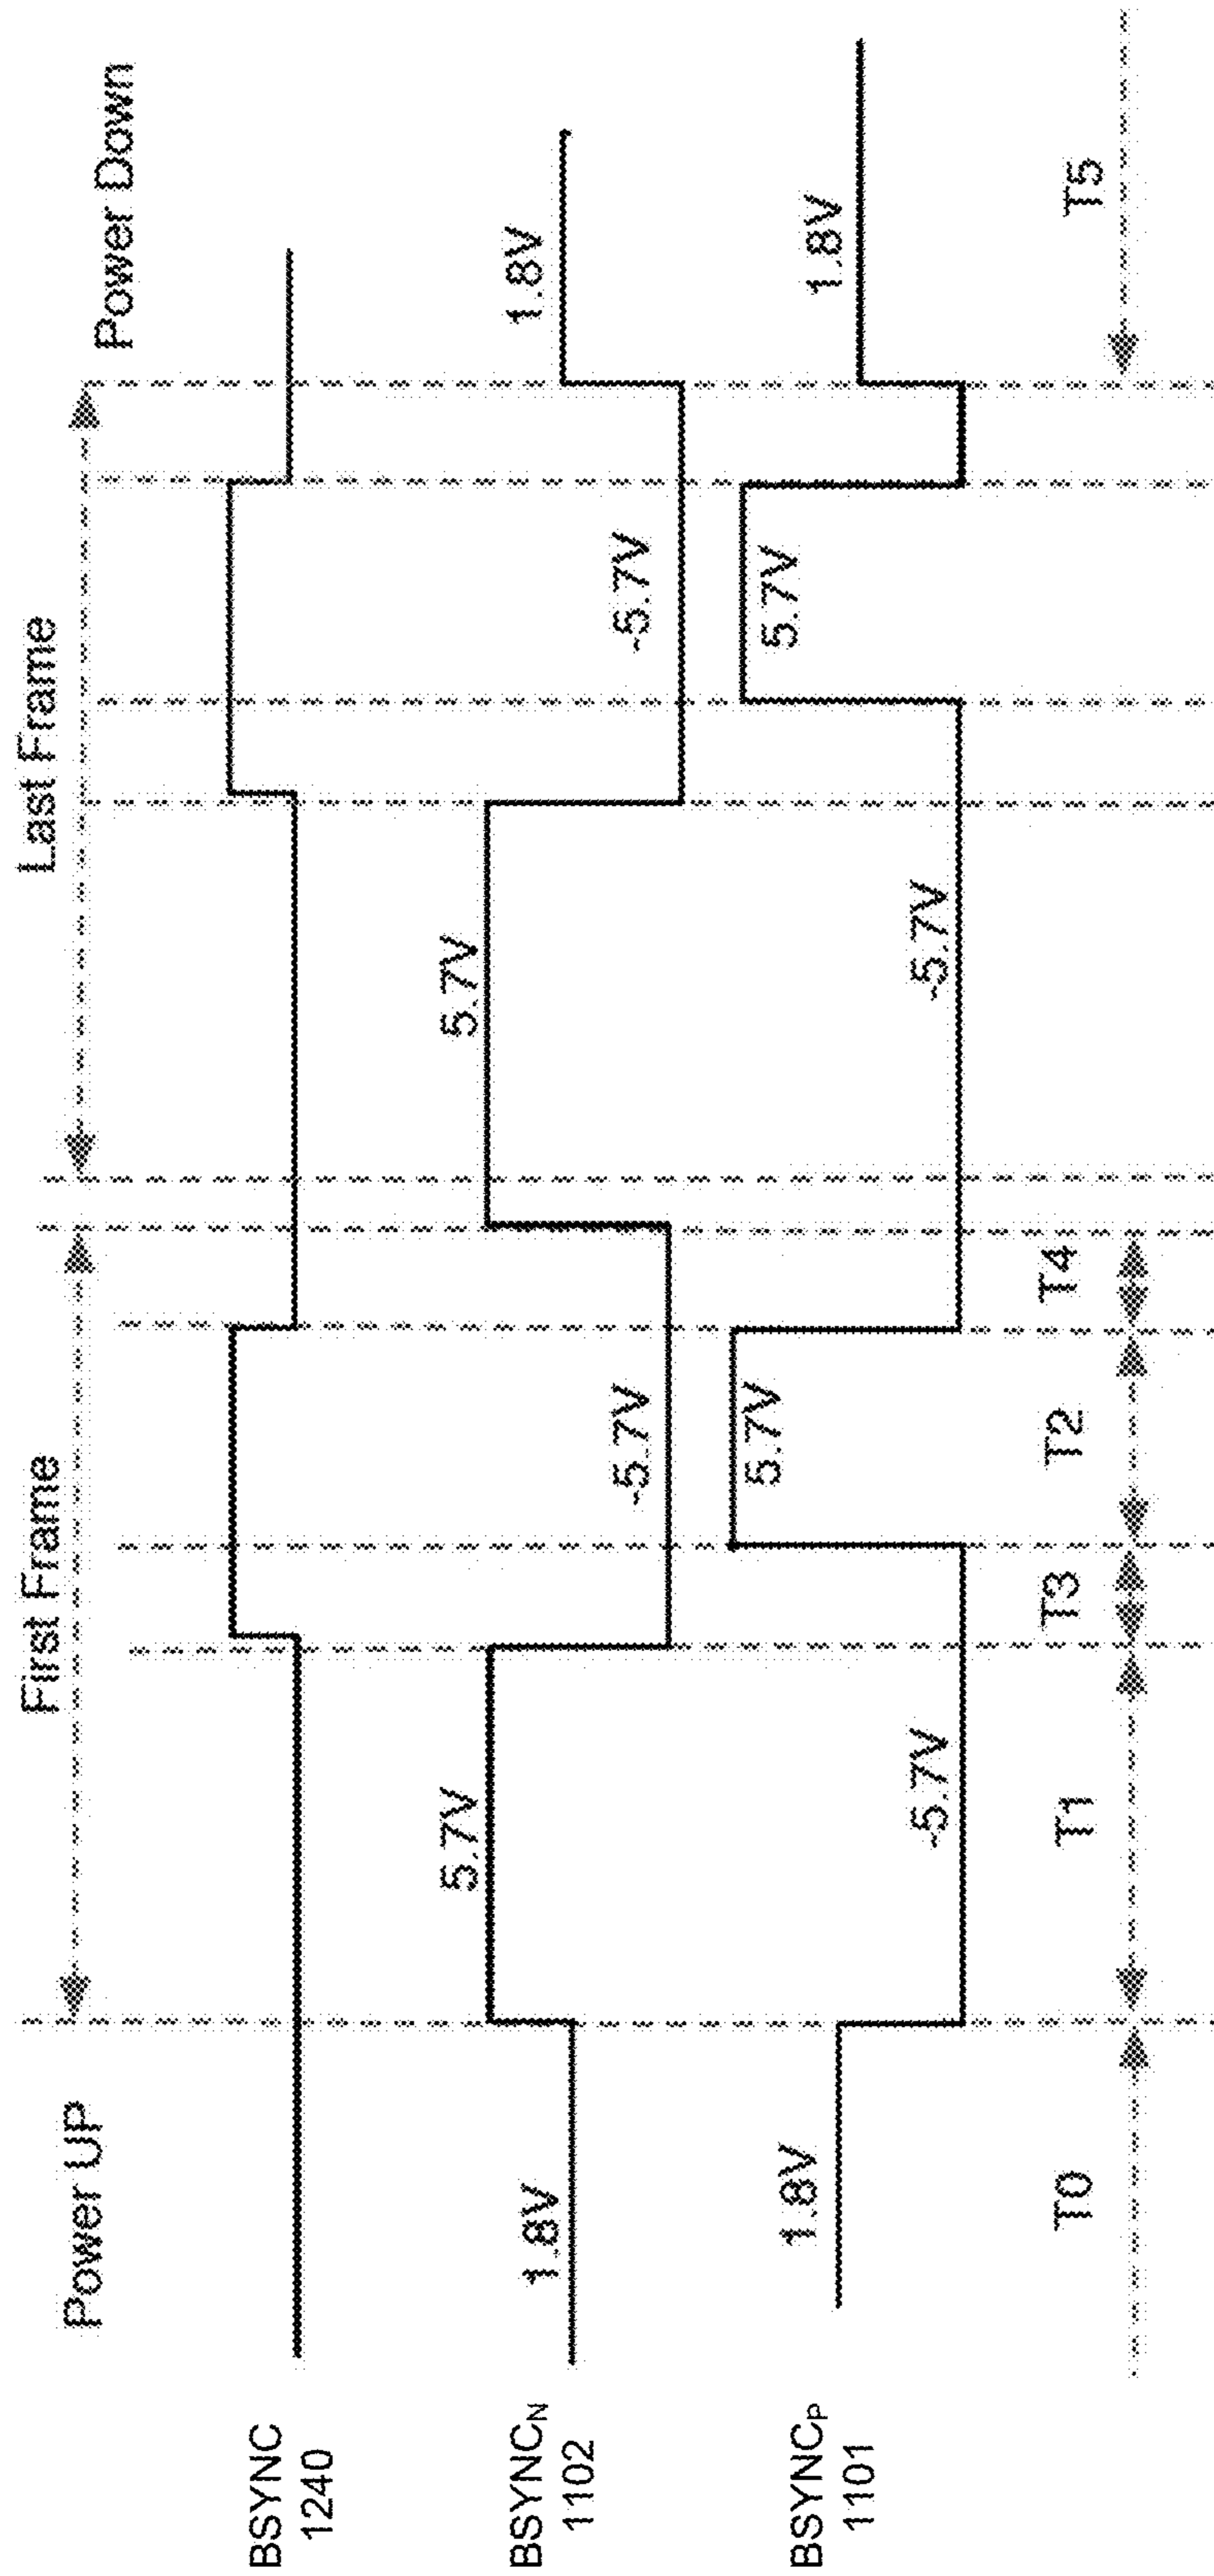 Power UP
First Frame
Last Frame
Power Down
BSYNC
1240
BSYNCN
1102
1.8V
5.7V
-5.7V
5.7V
-5.7V
1.8V
BSYNCP
1101
1.8V
-5.7V
5.7V
-5.7V
5.7V
1.8V
T0
T1
T3
T2
T4
T5